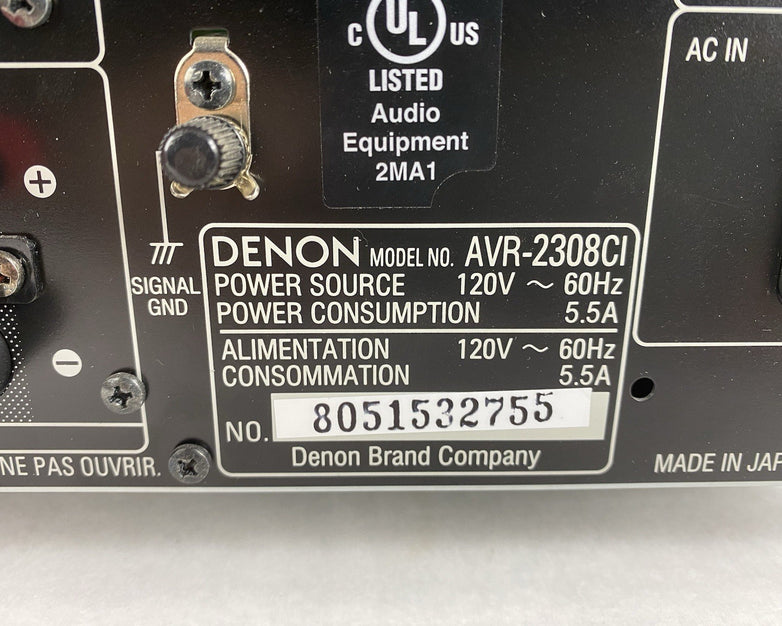 C UL US
LISTED
Audio
Equipment
2MA1
AC IN
+
SIGNAL
GND
−
DENON MODEL NO. AVR-2308CI
POWER SOURCE 120V ~ 60Hz
POWER CONSUMPTION 5.5A
ALIMENTATION 120V ~ 60Hz
CONSOMMATION 5.5A
NO. 8051532755
Denon Brand Company
NE PAS OUVRIR.
MADE IN